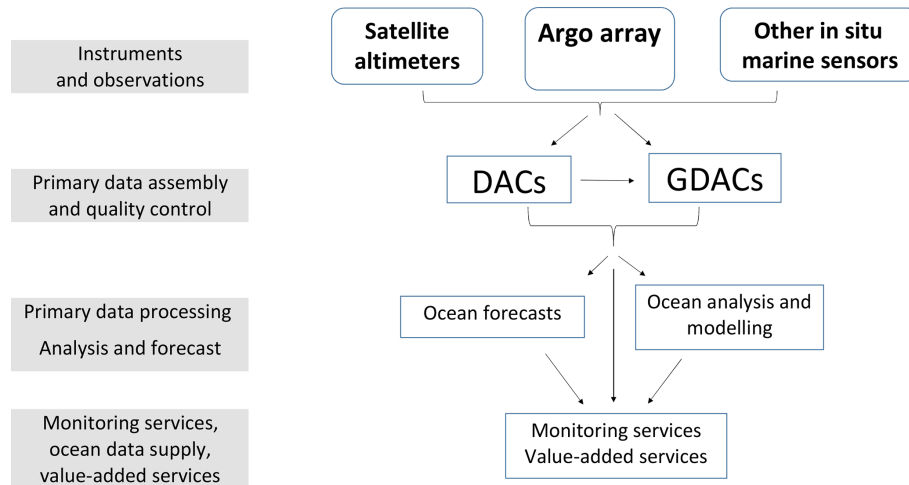 Instruments
and observations
Satellite
altimeters
Argo array
Other in situ
marine sensors
Primary data assembly
and quality control
DACs
GDACs
Primary data processing
Analysis and forecast
Ocean forecasts
Ocean analysis and
modelling
Monitoring services,
ocean data supply,
value-added services
Monitoring services
Value-added services